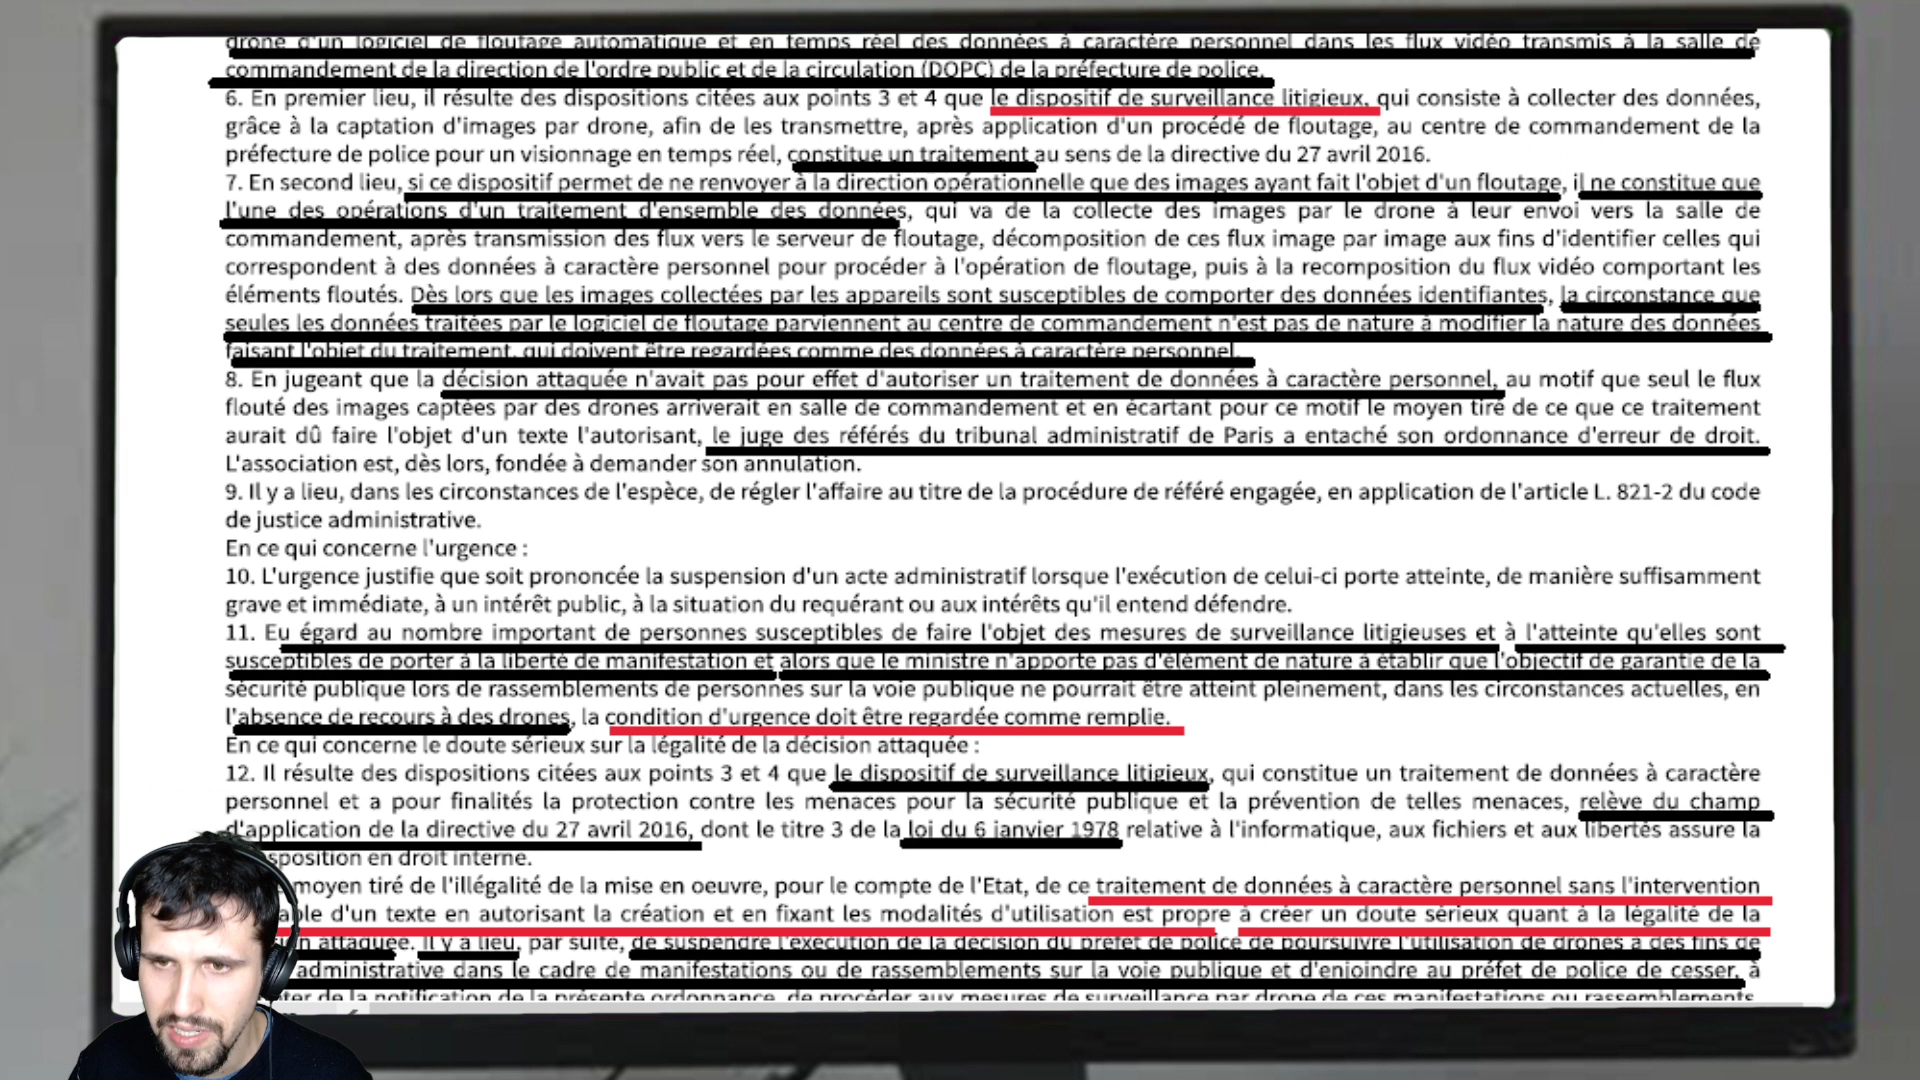 drone d'un logiciel de floutage automatique et en temps réel des données à caractère personnel dans les flux vidéo transmis à la salle de
commandement de la direction de l'ordre public et de la circulation (DOPC) de la préfecture de police.
6. En premier lieu, il résulte des dispositions citées aux points 3 et 4 que le dispositif de surveillance litigieux, qui consiste à collecter des données,
grâce à la captation d'images par drone, afin de les transmettre, après application d'un procédé de floutage, au centre de commandement de la
préfecture de police pour un visionnage en temps réel, constitue un traitement au sens de la directive du 27 avril 2016.
7. En second lieu, si ce dispositif permet de ne renvoyer à la direction opérationnelle que des images ayant fait l'objet d'un floutage, il ne constitue que
l'une des opérations d'un traitement d'ensemble des données, qui va de la collecte des images par le drone à leur envoi vers la salle de
commandement, après transmission des flux vers le serveur de floutage, décomposition de ces flux image par image aux fins d'identifier celles qui
correspondent à des données à caractère personnel pour procéder à l'opération de floutage, puis à la recomposition du flux vidéo comportant les
éléments floutés. Dès lors que les images collectées par les appareils sont susceptibles de comporter des données identifiantes, la circonstance que
seules les données traitées par le logiciel de floutage parviennent au centre de commandement n'est pas de nature à modifier la nature des données
faisant l'objet du traitement, qui doivent être regardées comme des données à caractère personnel.
8. En jugeant que la décision attaquée n'avait pas pour effet d'autoriser un traitement de données à caractère personnel, au motif que seul le flux
flouté des images captées par des drones arriverait en salle de commandement et en écartant pour ce motif le moyen tiré de ce que ce traitement
aurait dû faire l'objet d'un texte l'autorisant, le juge des référés du tribunal administratif de Paris a entaché son ordonnance d'erreur de droit.
L'association est, dès lors, fondée à demander son annulation.
9. Il y a lieu, dans les circonstances de l'espèce, de régler l'affaire au titre de la procédure de référé engagée, en application de l'article L. 821-2 du code
de justice administrative.
En ce qui concerne l'urgence :
10. L'urgence justifie que soit prononcée la suspension d'un acte administratif lorsque l'exécution de celui-ci porte atteinte, de manière suffisamment
grave et immédiate, à un intérêt public, à la situation du requérant ou aux intérêts qu'il entend défendre.
11. Eu égard au nombre important de personnes susceptibles de faire l'objet des mesures de surveillance litigieuses et à l'atteinte qu'elles sont
susceptibles de porter à la liberté de manifestation et alors que le ministre n'apporte pas d'élément de nature à établir que l'objectif de garantie de la
sécurité publique lors de rassemblements de personnes sur la voie publique ne pourrait être atteint pleinement, dans les circonstances actuelles, en
l'absence de recours à des drones, la condition d'urgence doit être regardée comme remplie.
En ce qui concerne le doute sérieux sur la légalité de la décision attaquée :
12. Il résulte des dispositions citées aux points 3 et 4 que le dispositif de surveillance litigieux, qui constitue un traitement de données à caractère
personnel et a pour finalités la protection contre les menaces pour la sécurité publique et la prévention de telles menaces, relève du champ
d'application de la directive du 27 avril 2016, dont le titre 3 de la loi du 6 janvier 1978 relative à l'informatique, aux fichiers et aux libertés assure la
sposition en droit interne.
moyen tiré de l'illégalité de la mise en oeuvre, pour le compte de l'Etat, de ce traitement de données à caractère personnel sans l'intervention
able d'un texte en autorisant la création et en fixant les modalités d'utilisation est propre à créer un doute sérieux quant à la légalité de la
n attaquée. Il y a lieu, par suite, de suspendre l'exécution de la décision du préfet de police de poursuivre l'utilisation de drones à des fins de
administrative dans le cadre de manifestations ou de rassemblements sur la voie publique et d'enjoindre au préfet de police de cesser, à
ter de la notification de la présente ordonnance, de procéder aux mesures de surveillance par drone de ces manifestations ou rassemblements.